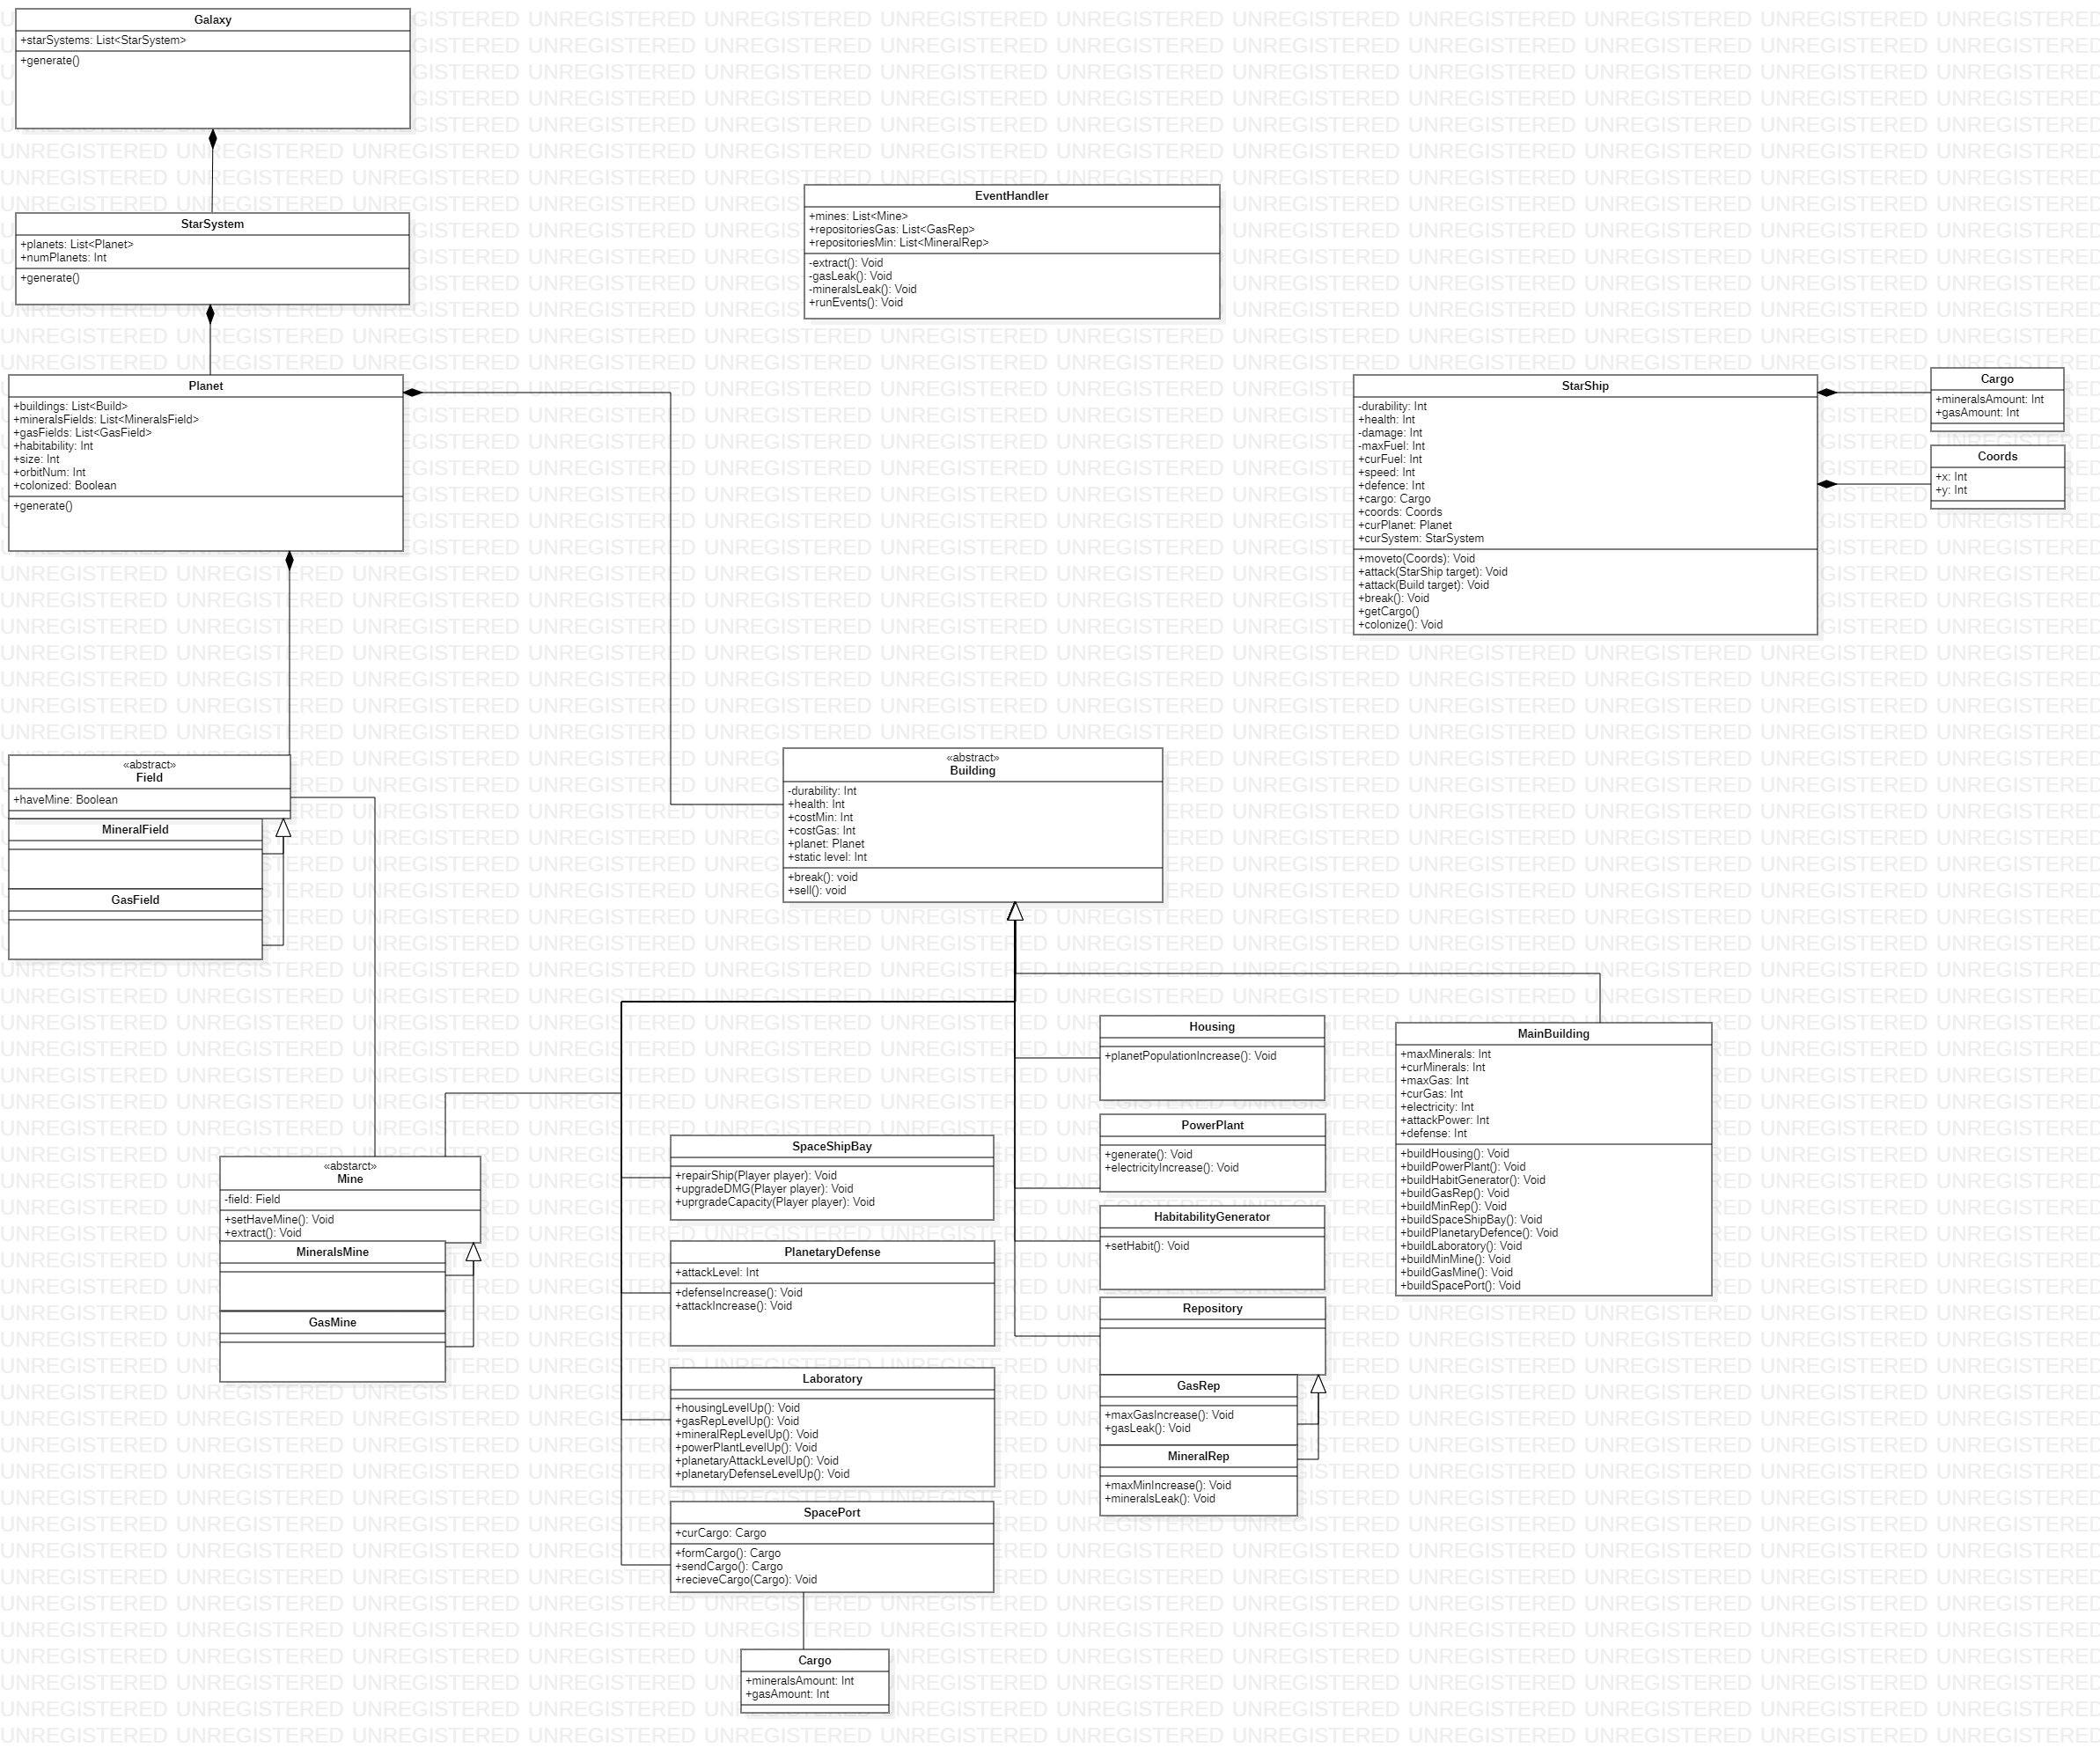 Galaxy
+starSystems: List<StarSystem>
+generate()
StarSystem
+planets: List<Planet>
+numPlanets: Int
+generate()
EventHandler
+mines: List<Mine>
+repositoriesGas: List<GasRep>
+repositoriesMin: List<MineralRep>
-extract(): Void
-gasLeak(): Void
-mineralsLeak(): Void
+runEvents(): Void
Planet
+buildings: List<Build>
+mineralsFields: List<MineralsField>
+gasFields: List<GasField>
+habitability: Int
+size: Int
+orbitNum: Int
+colonized: Boolean
+generate()
StarShip
-durability: Int
+health: Int
-damage: Int
-maxFuel: Int
+curFuel: Int
+speed: Int
+defence: Int
+cargo: Cargo
+coords: Coords
+curPlanet: Planet
+curSystem: StarSystem
+moveto(Coords): Void
+attack(StarShip target): Void
+attack(Build target): Void
+break(): Void
+getCargo()
+colonize(): Void
Cargo
+mineralsAmount: Int
+gasAmount: Int
Coords
+x: Int
+y: Int
«abstract»
Field
+haveMine: Boolean
MineralField
GasField
«abstract»
Building
-durability: Int
+health: Int
+costMin: Int
+costGas: Int
+planet: Planet
+static level: Int
+break(): void
+sell(): void
«abstarct»
Mine
-field: Field
+setHaveMine(): Void
+extract(): Void
MineralsMine
GasMine
SpaceShipBay
+repairShip(Player player): Void
+upgradeDMG(Player player): Void
+uprgradeCapacity(Player player): Void
PlanetaryDefense
+attackLevel: Int
+defenseIncrease(): Void
+attackIncrease(): Void
Laboratory
+housingLevelUp(): Void
+gasRepLevelUp(): Void
+mineralRepLevelUp(): Void
+powerPlantLevelUp(): Void
+planetaryAttackLevelUp(): Void
+planetaryDefenseLevelUp(): Void
SpacePort
+curCargo: Cargo
+formCargo(): Cargo
+sendCargo(): Cargo
+recieveCargo(Cargo): Void
Cargo
+mineralsAmount: Int
+gasAmount: Int
Housing
+planetPopulationIncrease(): Void
PowerPlant
+generate(): Void
+electricityIncrease(): Void
HabitabilityGenerator
+setHabit(): Void
Repository
GasRep
+maxGasIncrease(): Void
+gasLeak(): Void
MineralRep
+maxMinIncrease(): Void
+mineralsLeak(): Void
MainBuilding
+maxMinerals: Int
+curMinerals: Int
+maxGas: Int
+curGas: Int
+electricity: Int
+attackPower: Int
+defense: Int
+buildHousing(): Void
+buildPowerPlant(): Void
+buildHabitGenerator(): Void
+buildGasRep(): Void
+buildMinRep(): Void
+buildSpaceShipBay(): Void
+buildPlanetaryDefence(): Void
+buildLaboratory(): Void
+buildMinMine(): Void
+buildGasMine(): Void
+buildSpacePort(): Void
UNREGISTERED